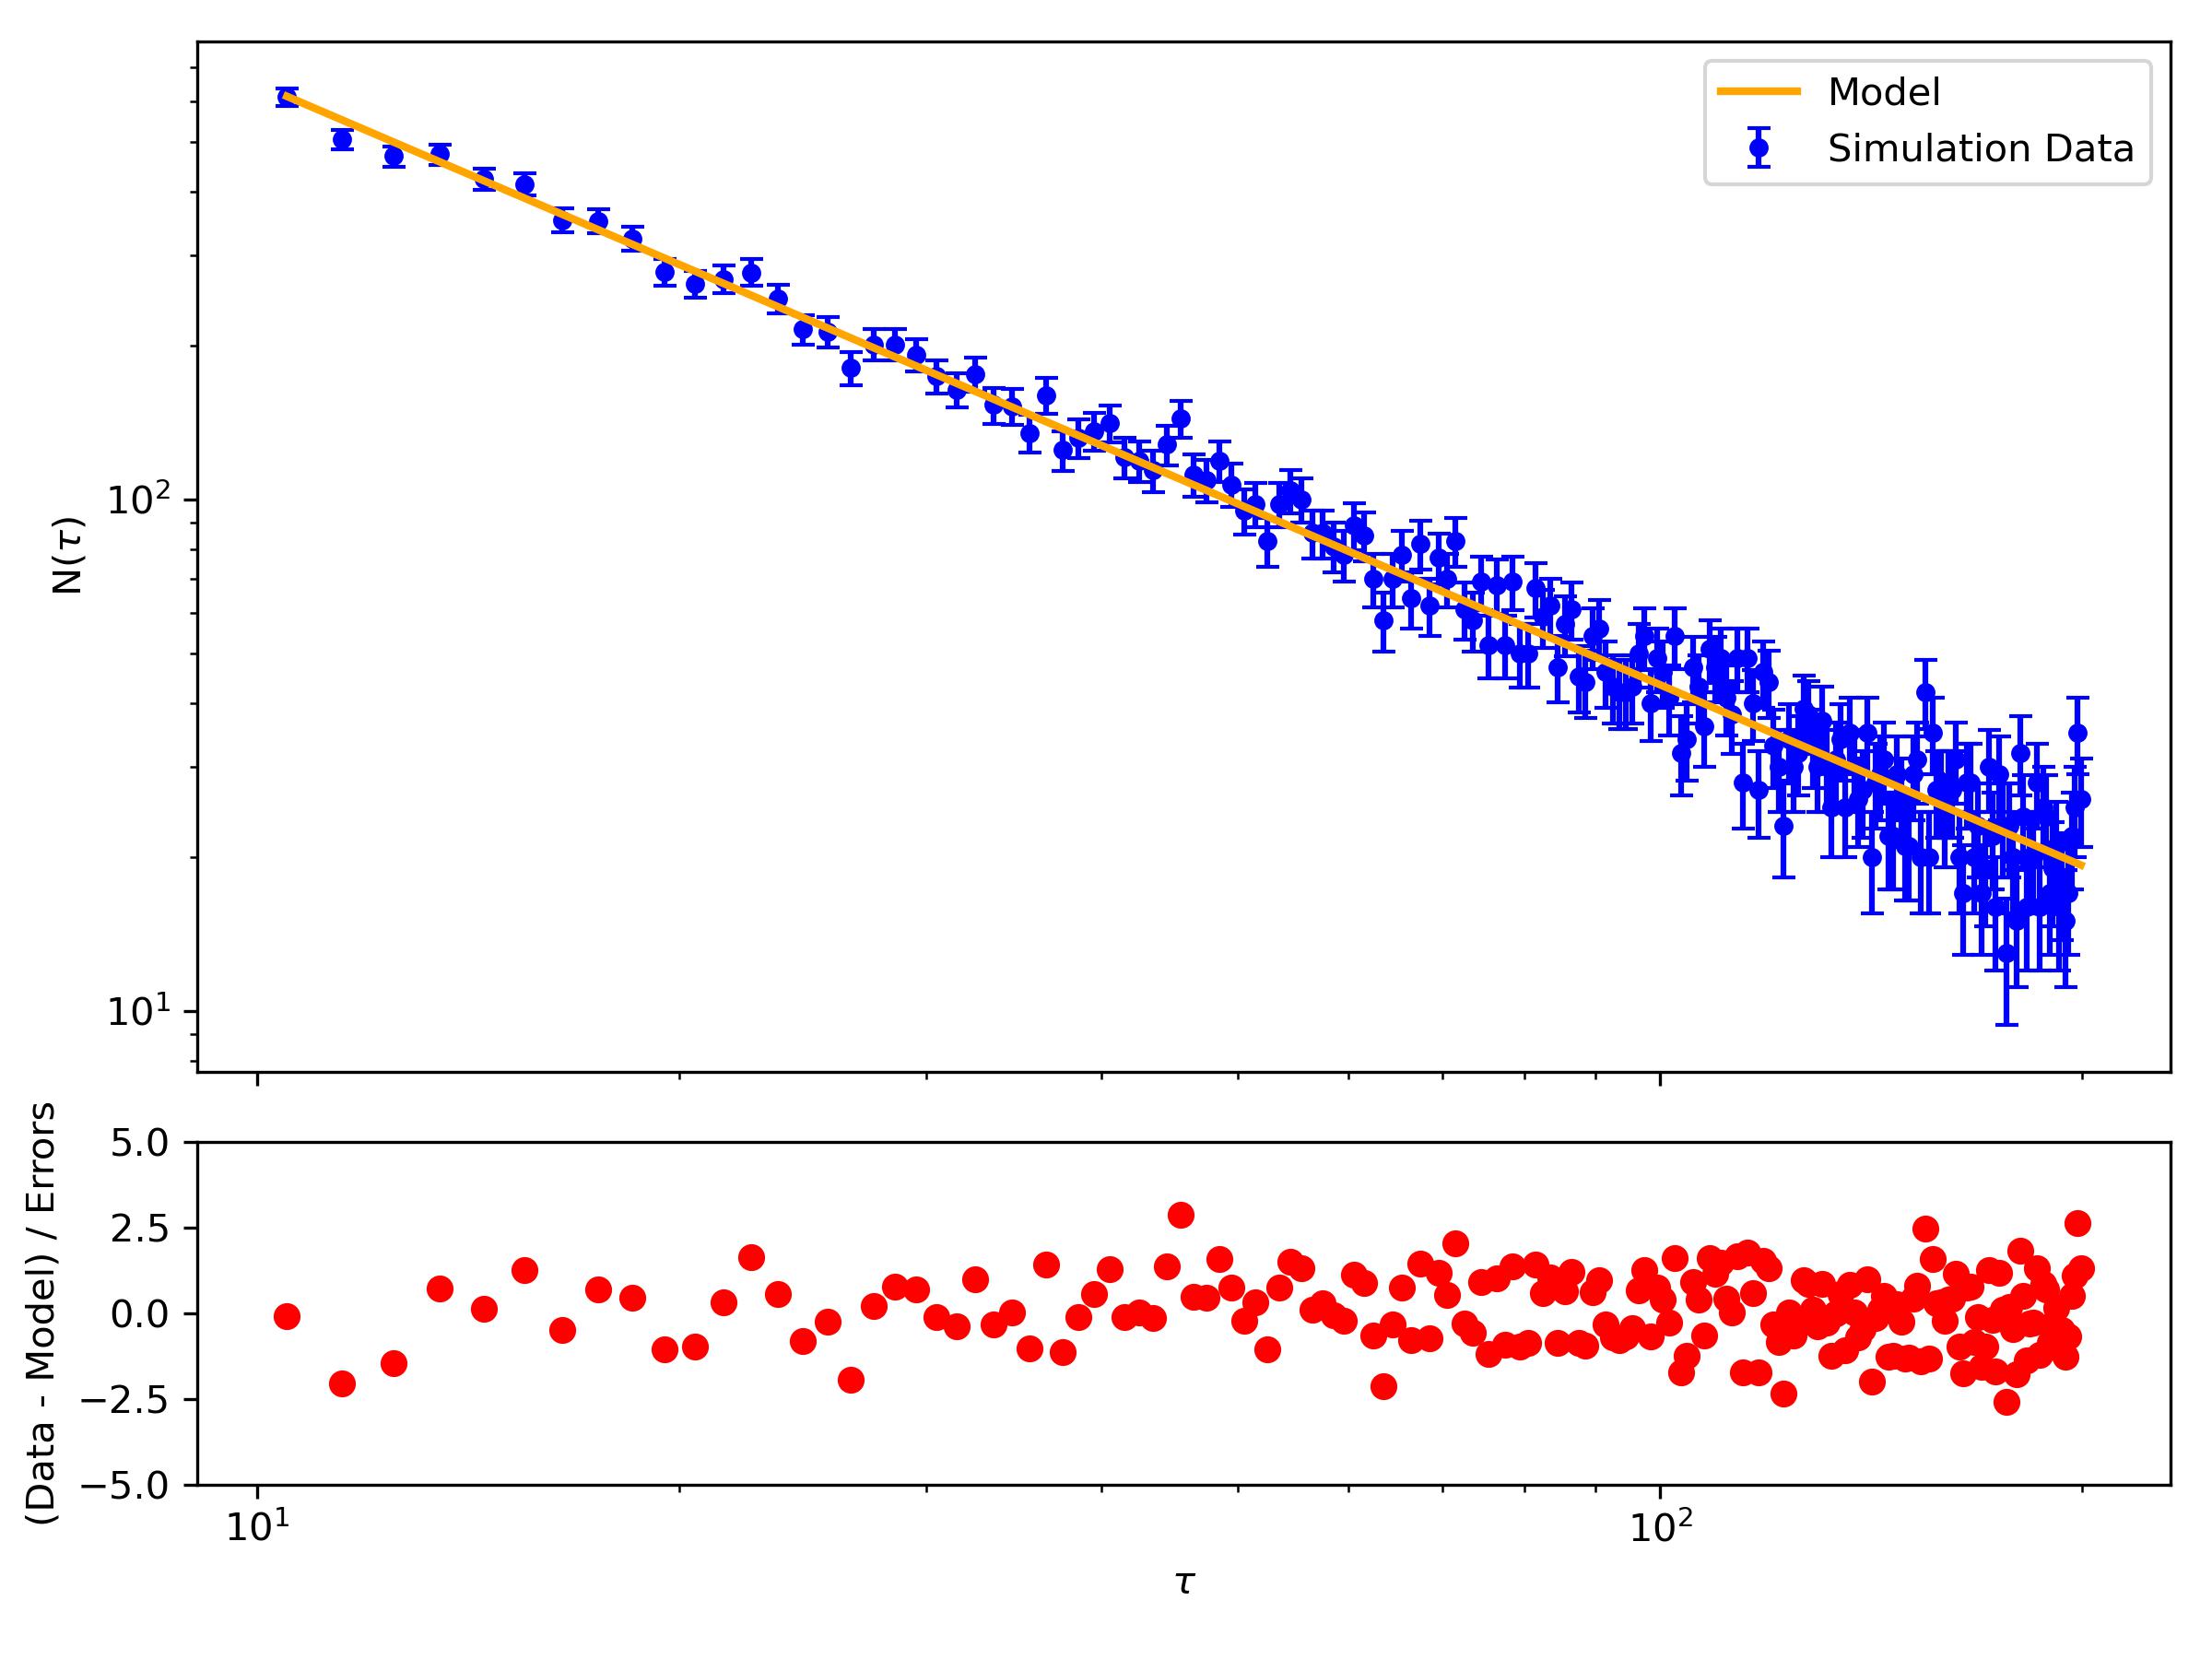 Model
Simulation Data
N(τ)
10²
10¹
(Data - Model) / Errors
5.0
2.5
0.0
−2.5
−5.0
10¹
10²
τ